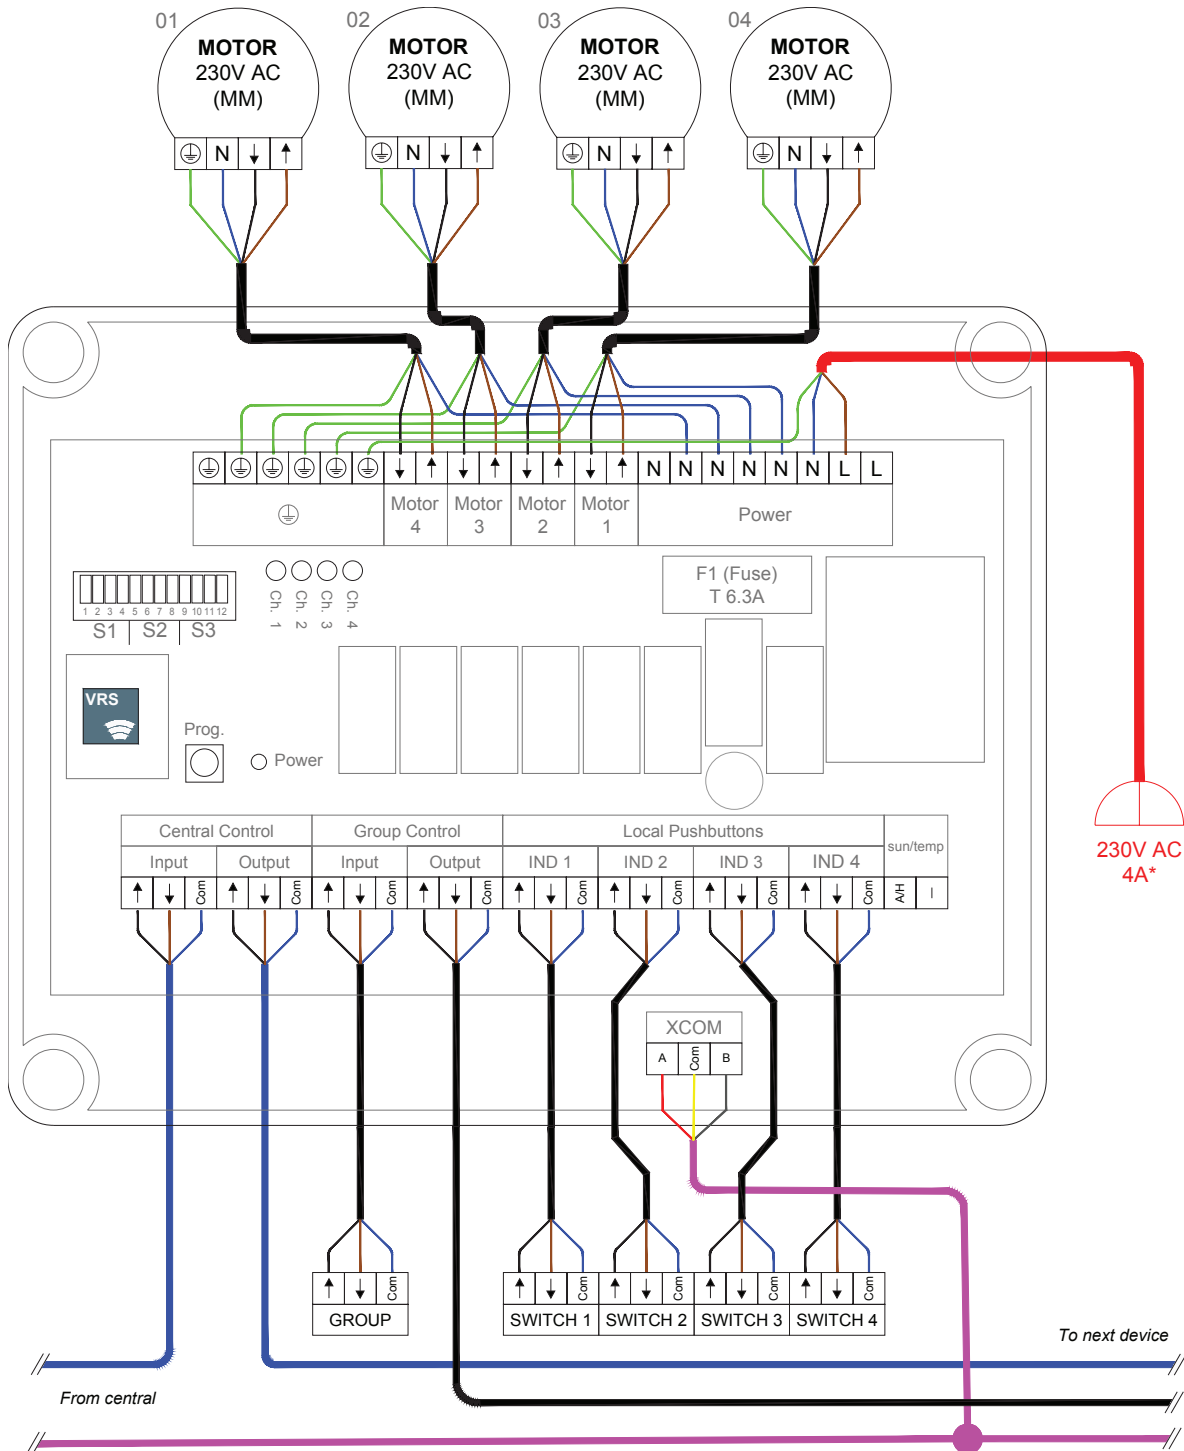 01 02 03 04
MOTOR MOTOR MOTOR MOTOR
230V AC 230V AC 230V AC 230V AC
(MM) (MM) (MM) (MM)
N ↓ ↑ N ↓ ↑ N ↓ ↑ N ↓ ↑
↓ ↑ ↓ ↑ ↓ ↑ ↓ ↑ N N N N N N L L
Motor Motor Motor Motor Power
4 3 2 1
F1 (Fuse)
T 6.3A
1 2 3 4 5 6 7 8 9 10 11 12
S1 S2 S3
Ch. 1 Ch. 2 Ch. 3 Ch. 4
VRS
Prog.
Power
230V AC
4A*
Central Control Group Control Local Pushbuttons sun/temp
Input Output Input Output IND 1 IND 2 IND 3 IND 4
↑ ↓ Com ↑ ↓ Com ↑ ↓ Com ↑ ↓ Com ↑ ↓ Com ↑ ↓ Com ↑ ↓ Com ↑ ↓ Com A/H –
XCOM
A Com B
↑ ↓ Com ↑ ↓ Com ↑ ↓ Com ↑ ↓ Com ↑ ↓ Com
GROUP SWITCH 1 SWITCH 2 SWITCH 3 SWITCH 4
To next device
From central